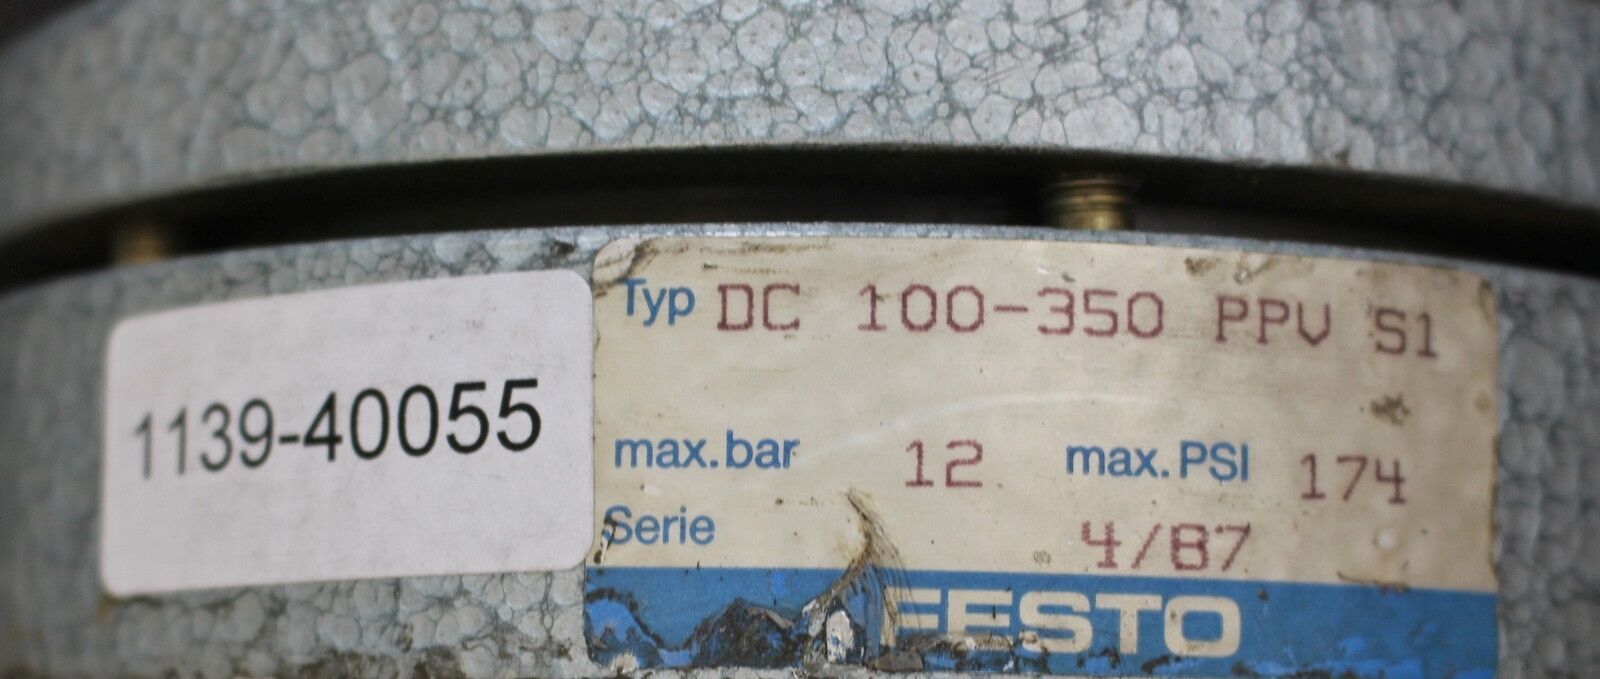 1139-40055
Typ DC 100-350 PPV S1
max.bar 12 max.PSI 174
Serie 4/87
FESTO